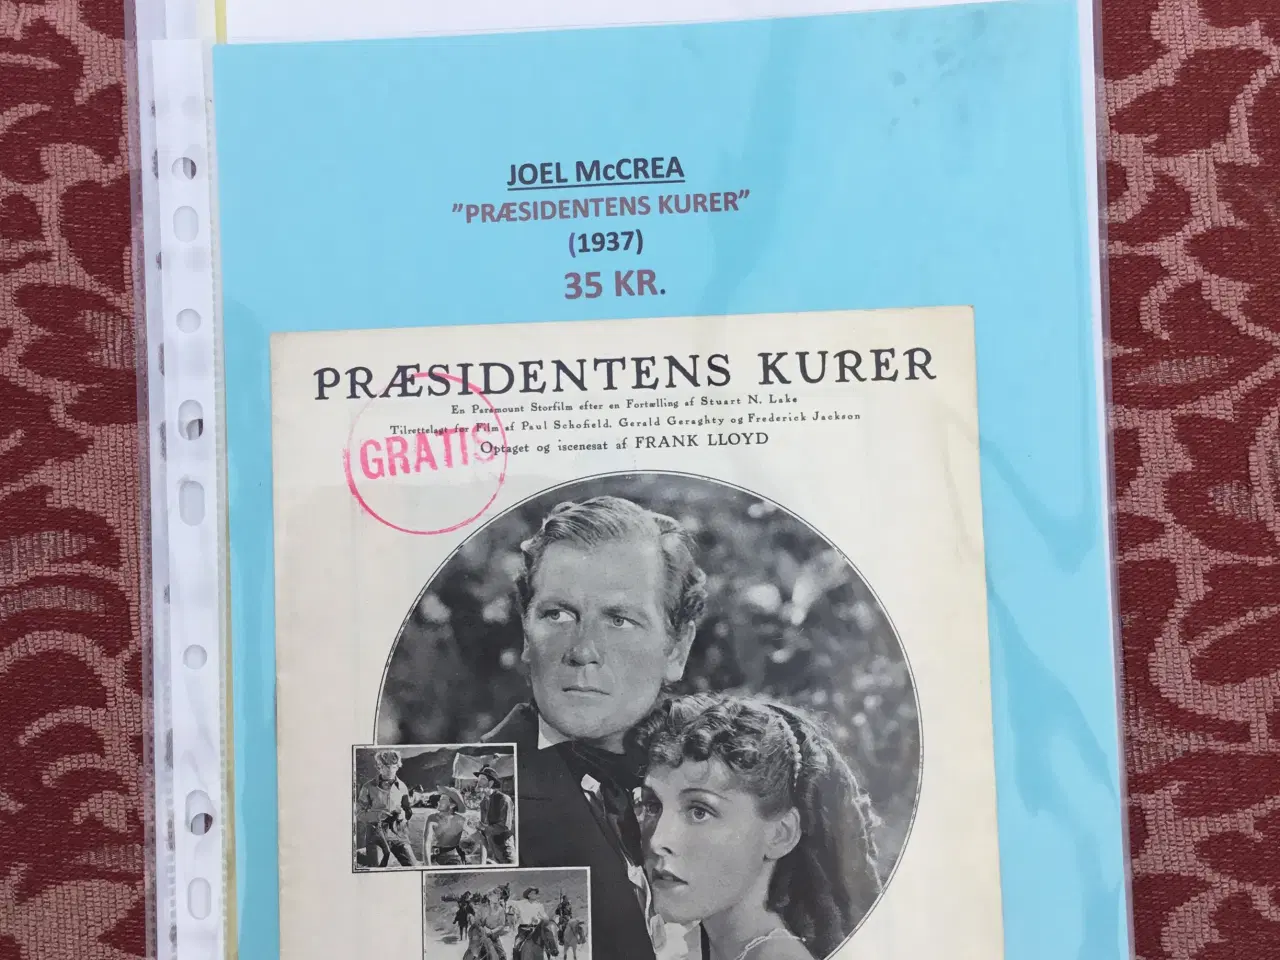 JOEL McCREA
”PRÆSIDENTENS KURER”
(1937)
35 KR.
PRÆSIDENTENS KURER
En Paramount Storfilm efter en Fortælling af Stuart N. Lake
Tilrettelagt for Film af Paul Schofield, Gerald Geraghty og Frederick Jackson
Optaget og iscenesat af FRANK LLOYD
GRATIS